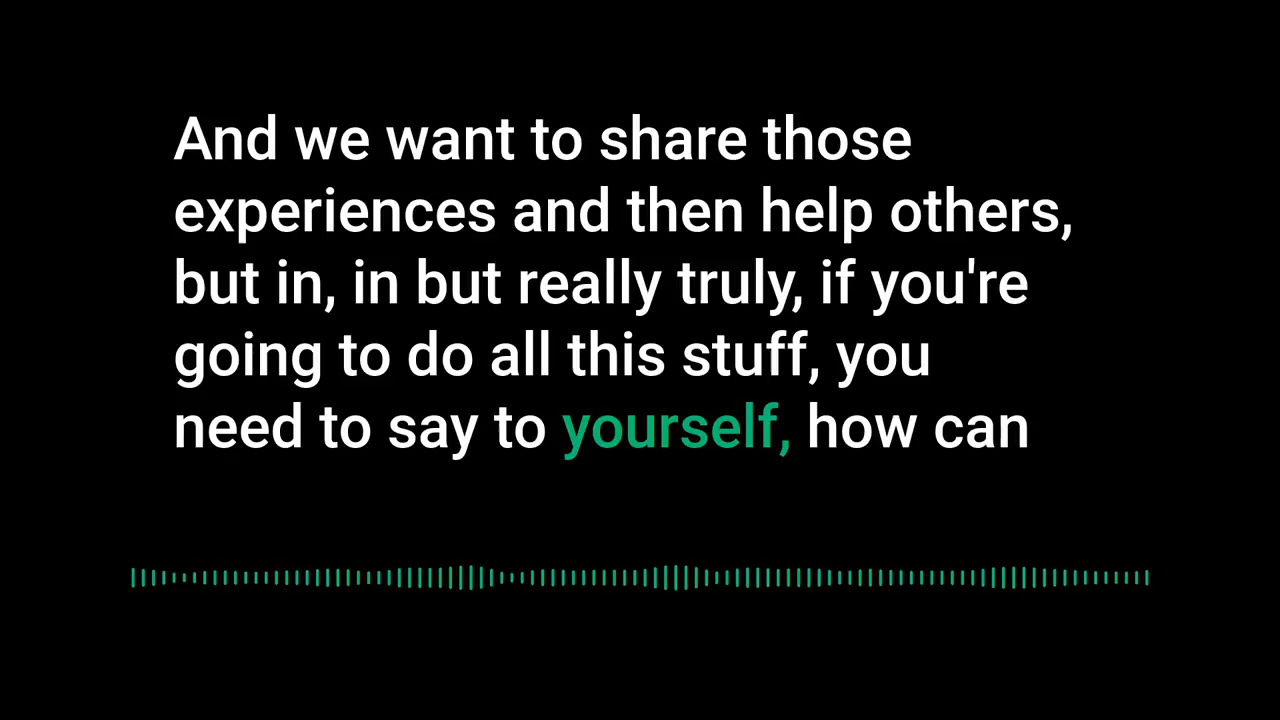 And we want to share those
experiences and then help others,
but in, in but really truly, if you're
going to do all this stuff, you
need to say to yourself, how can